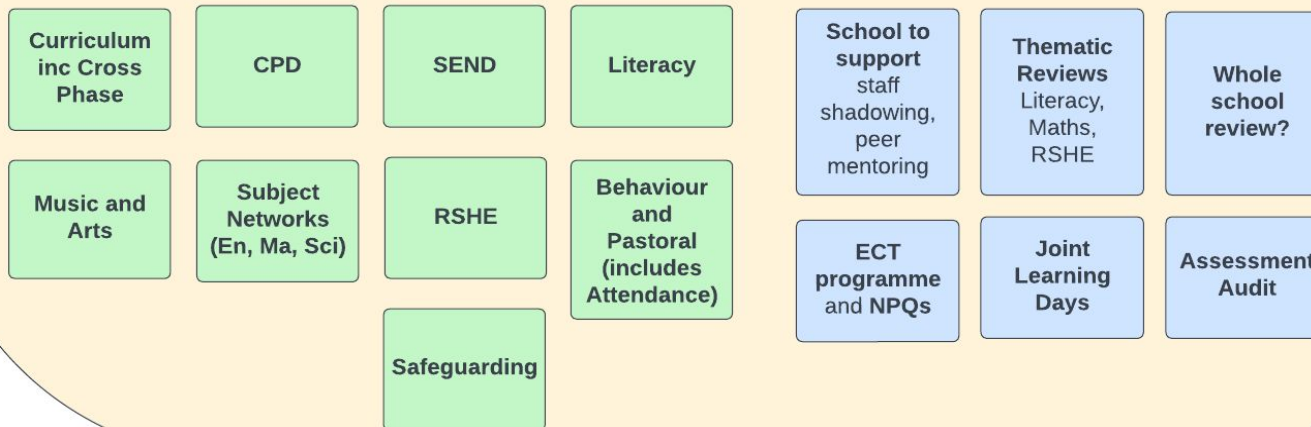 Curriculum
inc Cross
Phase
CPD
SEND
Literacy
School to
support
staff
shadowing,
peer
mentoring
Thematic
Reviews
Literacy,
Maths,
RSHE
Whole
school
review?
Music and
Arts
Subject
Networks
(En, Ma, Sci)
RSHE
Behaviour
and
Pastoral
(includes
Attendance)
ECT
programme
and NPQs
Joint
Learning
Days
Assessment
Audit
Safeguarding